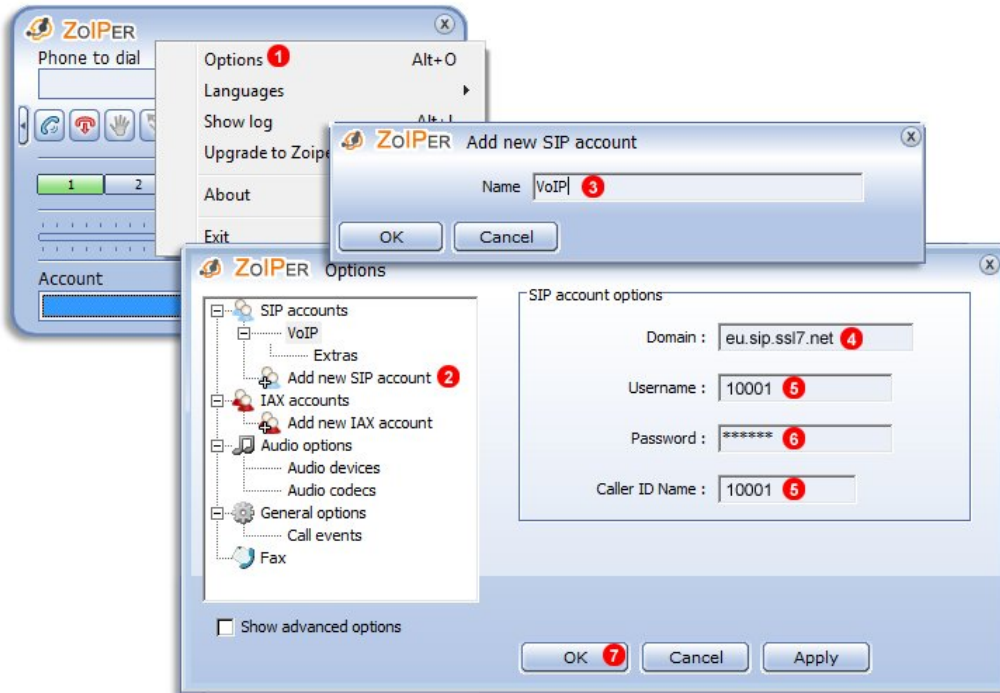 ZOIPER
Phone to dial
1 2
Account
Options 1 Alt+O
Languages
Show log
Upgrade to Zoipe
About
Exit
ZOIPER Add new SIP account
Name VoIP 3
OK Cancel
ZOIPER Options
SIP accounts
VoIP
Extras
Add new SIP account 2
IAX accounts
Add new IAX account
Audio options
Audio devices
Audio codecs
General options
Call events
Fax
Show advanced options
SIP account options
Domain : eu.sip.ssl7.net 4
Username : 10001 5
Password : ****** 6
Caller ID Name : 10001 5
OK 7 Cancel Apply